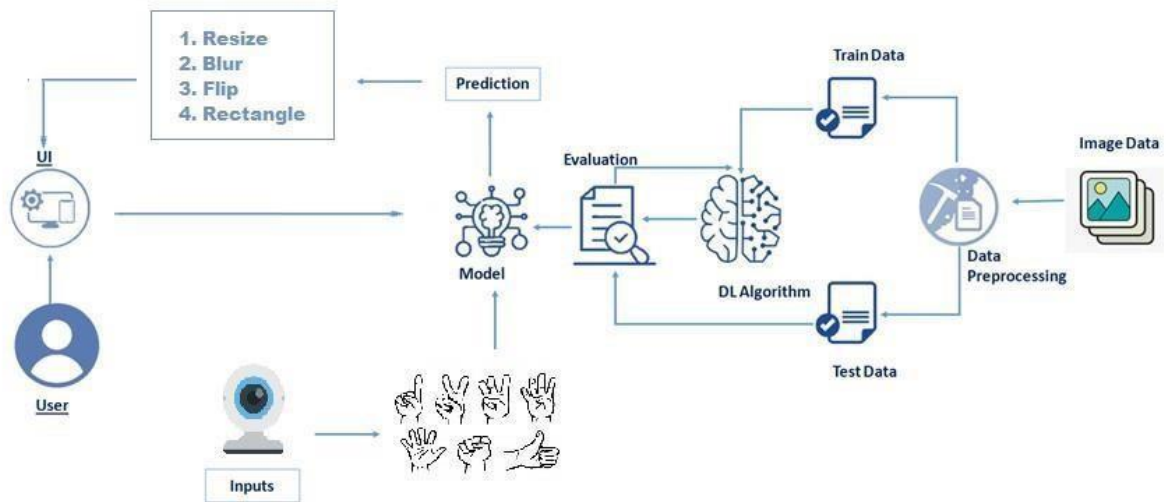 1. Resize
2. Blur
3. Flip
4. Rectangle
Prediction
Train Data
Image Data
UI
Evaluation
Model
DL Algorithm
Data
Preprocessing
Test Data
User
Inputs